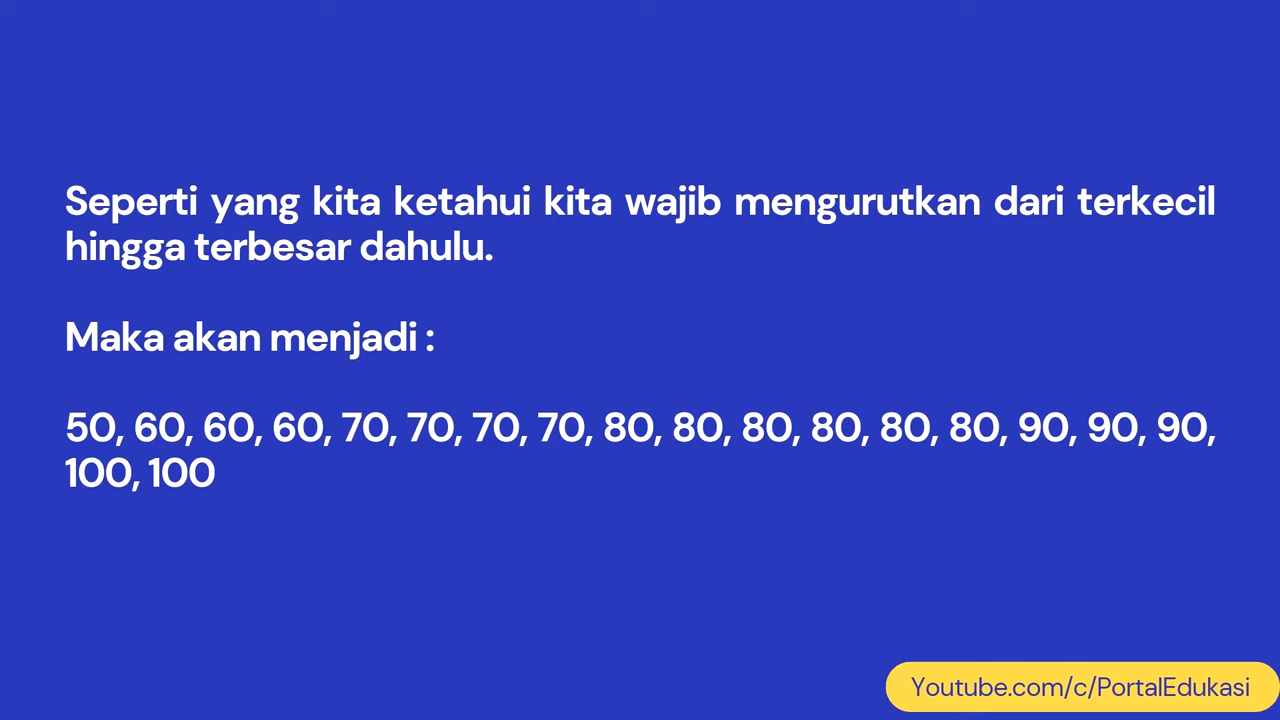 Seperti yang kita ketahui kita wajib mengurutkan dari terkecil
hingga terbesar dahulu.
Maka akan menjadi :
50, 60, 60, 60, 70, 70, 70, 70, 80, 80, 80, 80, 80, 80, 90, 90, 90,
100, 100
Youtube.com/c/PortalEdukasi